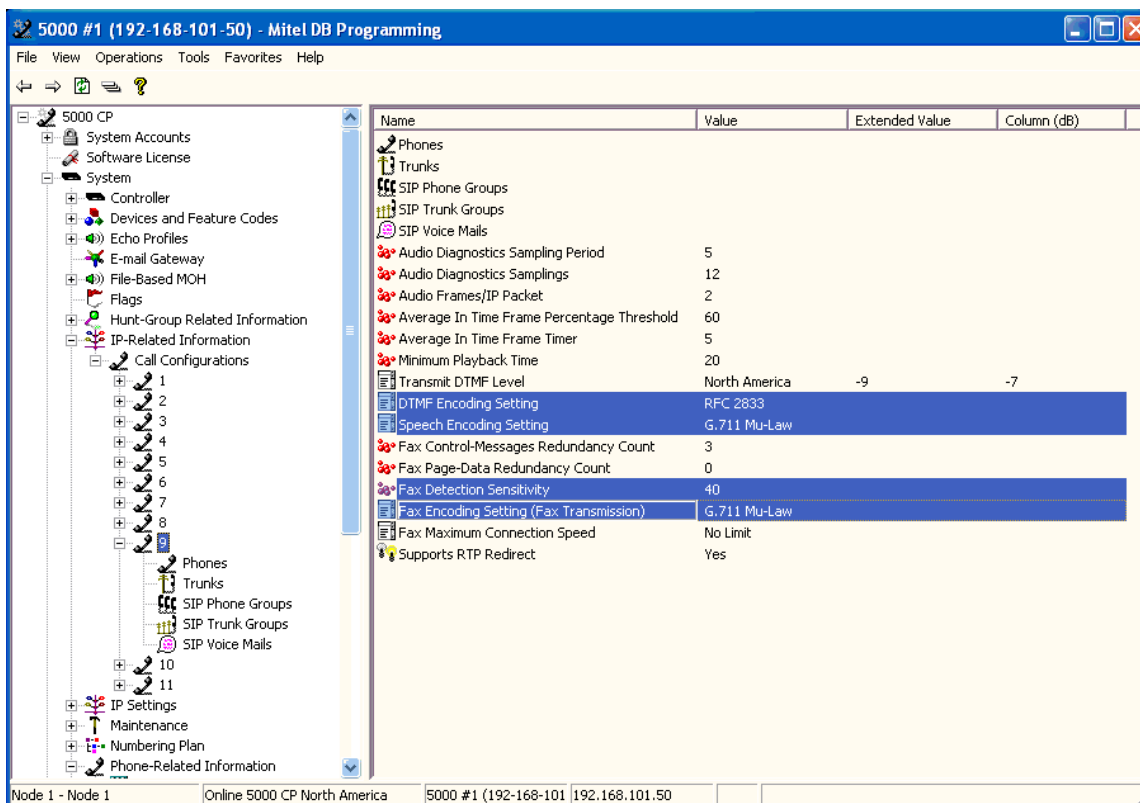 5000 #1 (192-168-101-50) - Mitel DB Programming
File View Operations Tools Favorites Help
5000 CP
System Accounts
Software License
System
Controller
Devices and Feature Codes
Echo Profiles
E-mail Gateway
File-Based MOH
Flags
Hunt-Group Related Information
IP-Related Information
Call Configurations
1
2
3
4
5
6
7
8
9
Phones
Trunks
SIP Phone Groups
SIP Trunk Groups
SIP Voice Mails
10
11
IP Settings
Maintenance
Numbering Plan
Phone-Related Information
Name Value Extended Value Column (dB)
Phones
Trunks
SIP Phone Groups
SIP Trunk Groups
SIP Voice Mails
Audio Diagnostics Sampling Period 5
Audio Diagnostics Samplings 12
Audio Frames/IP Packet 2
Average In Time Frame Percentage Threshold 60
Average In Time Frame Timer 5
Minimum Playback Time 20
Transmit DTMF Level North America -9 -7
DTMF Encoding Setting RFC 2833
Speech Encoding Setting G.711 Mu-Law
Fax Control-Messages Redundancy Count 3
Fax Page-Data Redundancy Count 0
Fax Detection Sensitivity 40
Fax Encoding Setting (Fax Transmission) G.711 Mu-Law
Fax Maximum Connection Speed No Limit
Supports RTP Redirect Yes
Node 1 - Node 1 Online 5000 CP North America 5000 #1 (192-168-101 192.168.101.50